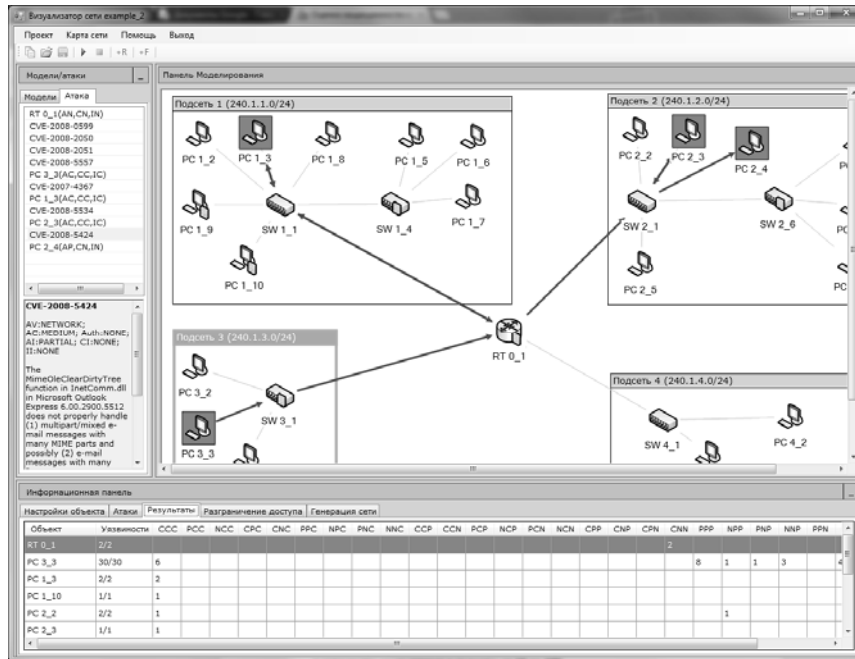 Визуализатор сети example_2
Проект Карта сети Помощь Выход
+R +F
Модели/атаки
Модели Атака
RT 0_1(AN,CN,IN)
CVE-2008-0599
CVE-2008-2050
CVE-2008-2051
CVE-2008-5557
PC 3_3(AC,CC,IC)
CVE-2007-4367
PC 1_3(AC,CC,IC)
CVE-2008-5534
PC 2_3(AC,CC,IC)
CVE-2008-5424
PC 2_4(AP,CN,IN)
CVE-2008-5424
AV:NETWORK;
AC:MEDIUM; Auth:NONE;
AI:PARTIAL; CI:NONE;
II:NONE
The
MimeOleClearDirtyTree
function in InetComm.dll
in Microsoft Outlook
Express 6.00.2900.5512
does not properly handle
(1) multipart/mixed e-
mail messages with
many MIME parts and
possibly (2) e-mail
messages with many
Панель Моделирования
Подсеть 1 (240.1.1.0/24)
PC 1_2
PC 1_3
PC 1_8
PC 1_5
PC 1_6
PC 1_9
SW 1_1
SW 1_4
PC 1_7
PC 1_10
Подсеть 2 (240.1.2.0/24)
PC 2_2
PC 2_3
PC 2_4
SW 2_1
SW 2_6
PC 2_5
RT 0_1
Подсеть 3 (240.1.3.0/24)
PC 3_2
SW 3_1
PC 3_3
Подсеть 4 (240.1.4.0/24)
SW 4_1
PC 4_2
Информационная панель
Настройки объекта Атаки Результаты Разграничение доступа Генерация сети
Объект Уязвимости CCC PCC NCC CPC CNC PPC NPC PNC NNC CCP CCN PCP NCP PCN NCN CPP CNP CPN CNN PPP NPP PNP NNP PPN
RT 0_1 2/2 2
PC 3_3 30/30 6 8 1 1 3 4
PC 1_3 2/2 2
PC 1_10 1/1 1
PC 2_2 2/2 1 1
PC 2_3 1/1 1